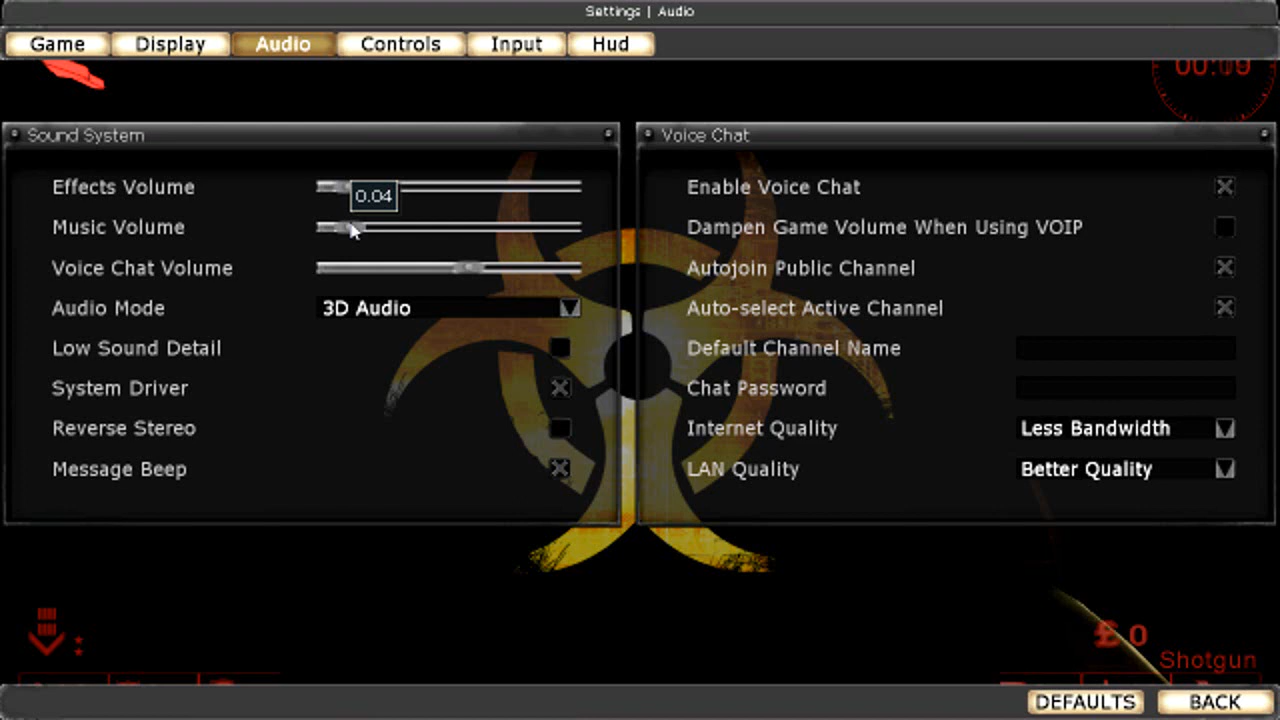 Settings | Audio
Game Display Audio Controls Input Hud
00:09
Sound System
Effects Volume
0.04
Music Volume
Voice Chat Volume
Audio Mode 3D Audio
Low Sound Detail
System Driver
Reverse Stereo
Message Beep
Voice Chat
Enable Voice Chat
Dampen Game Volume When Using VOIP
Autojoin Public Channel
Auto-select Active Channel
Default Channel Name
Chat Password
Internet Quality Less Bandwidth
LAN Quality Better Quality
£ 0
Shotgun
DEFAULTS BACK